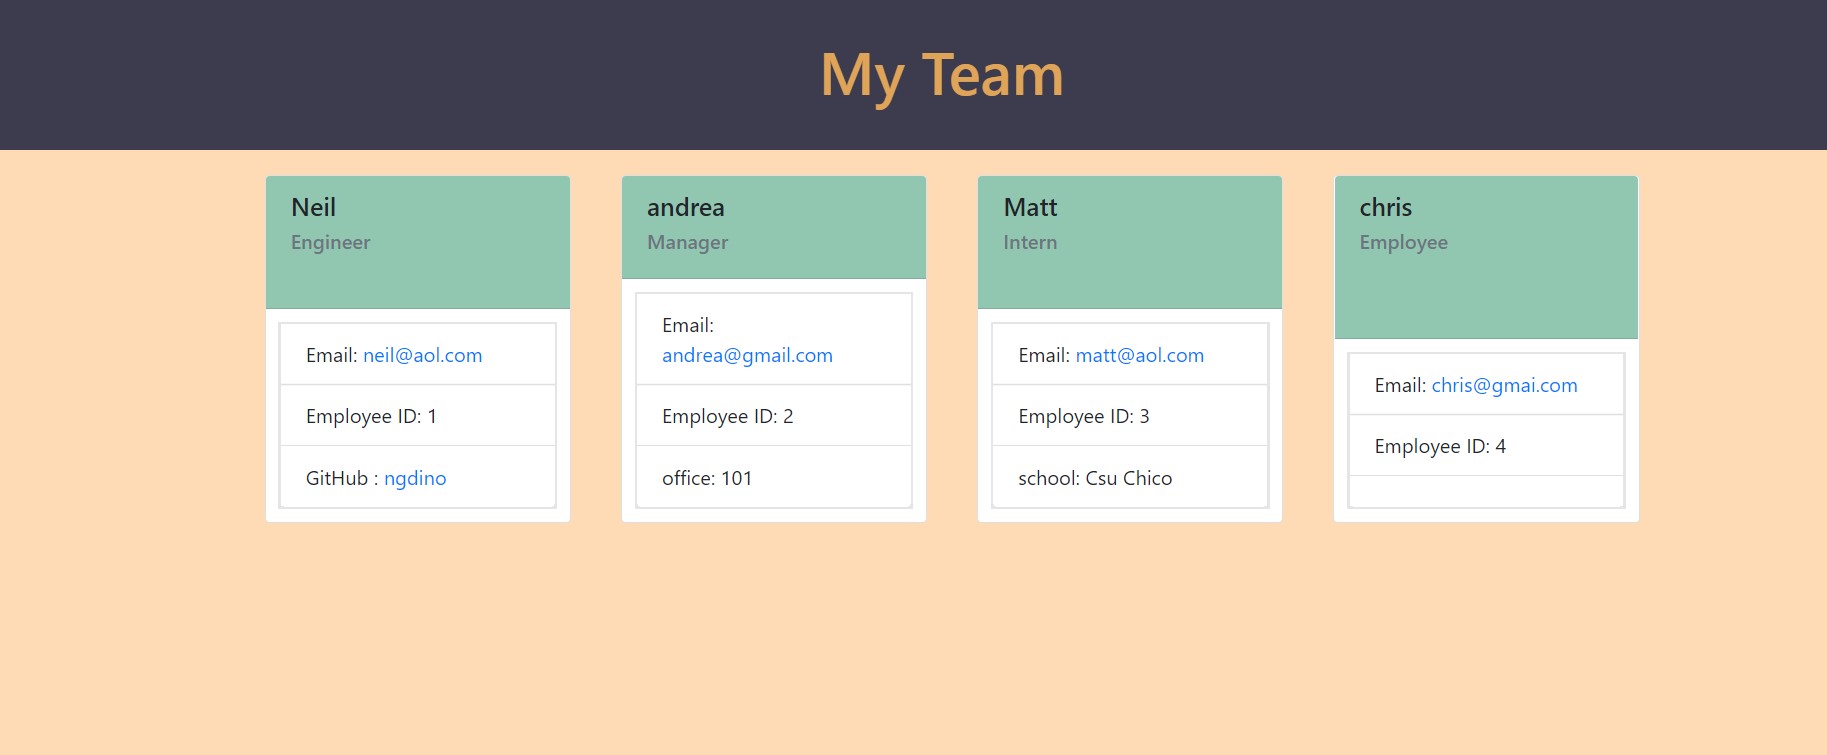 My Team
Neil
Engineer
Email: neil@aol.com
Employee ID: 1
GitHub : ngdino
andrea
Manager
Email:
andrea@gmail.com
Employee ID: 2
office: 101
Matt
Intern
Email: matt@aol.com
Employee ID: 3
school: Csu Chico
chris
Employee
Email: chris@gmai.com
Employee ID: 4